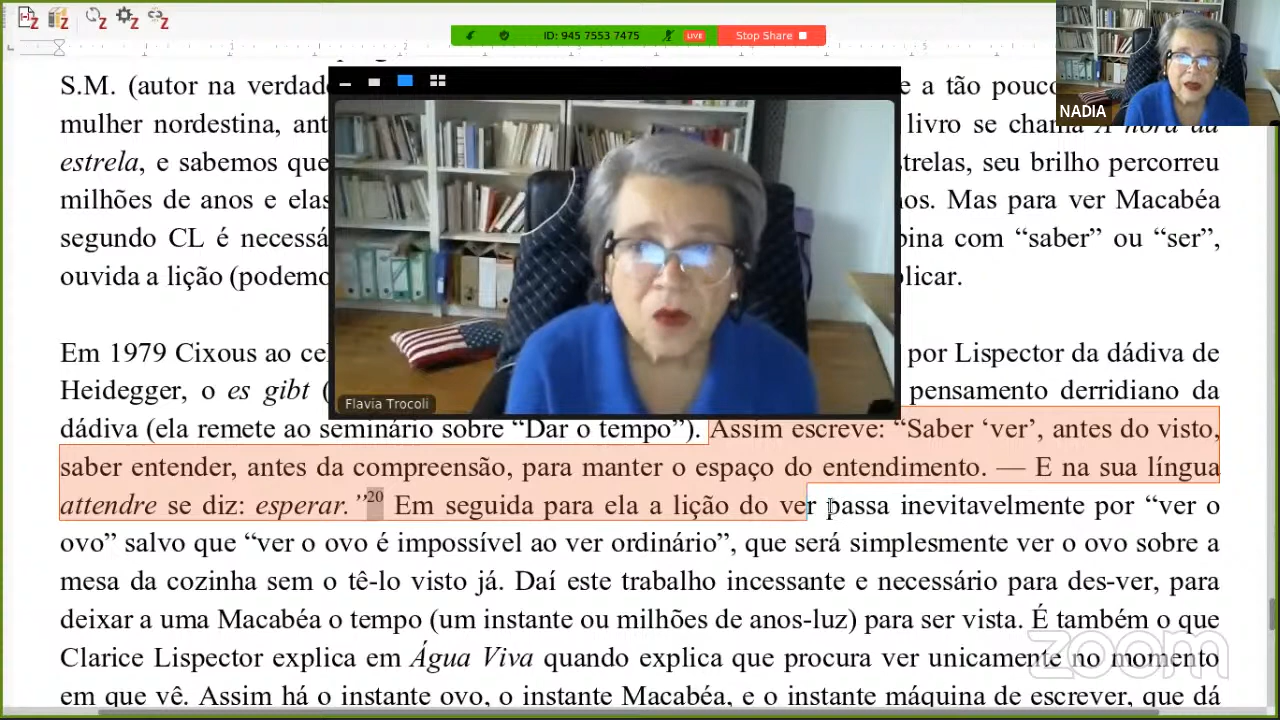 ID: 945 7553 7475
LIVE
Stop Share
NADIA
S.M. (autor na verdade e a tão pouco
mulher nordestina, ant livro se chama A hora da
estrela, e sabemos que strelas, seu brilho percorreu
milhões de anos e elas nos. Mas para ver Macabéa
segundo CL é necessá bina com “saber” ou “ser”,
ouvida a lição (podemo plicar.
Em 1979 Cixous ao cel por Lispector da dádiva de
Heidegger, o es gibt ( pensamento derridiano da
Flavia Trocoli
dádiva (ela remete ao seminário sobre “Dar o tempo”). Assim escreve: “Saber ‘ver’, antes do visto,
saber entender, antes da compreensão, para manter o espaço do entendimento. — E na sua língua
attendre se diz: esperar.”20 Em seguida para ela a lição do ver passa inevitavelmente por “ver o
ovo” salvo que “ver o ovo é impossível ao ver ordinário”, que será simplesmente ver o ovo sobre a
mesa da cozinha sem o tê-lo visto já. Daí este trabalho incessante e necessário para des-ver, para
deixar a uma Macabéa o tempo (um instante ou milhões de anos-luz) para ser vista. É também o que
Clarice Lispector explica em Água Viva quando explica que procura ver unicamente no momento
em que vê. Assim há o instante ovo, o instante Macabéa, e o instante máquina de escrever, que dá
zoom